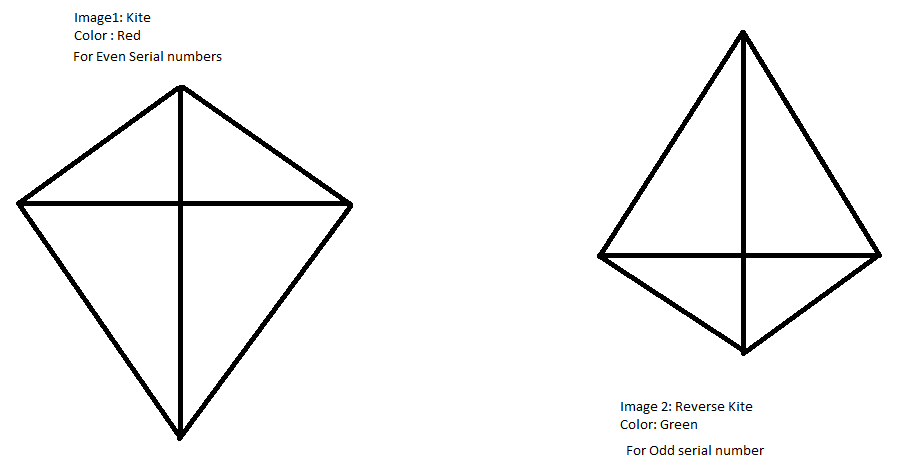 Image1: Kite
Color : Red
For Even Serial numbers
Image 2: Reverse Kite
Color: Green
For Odd serial number